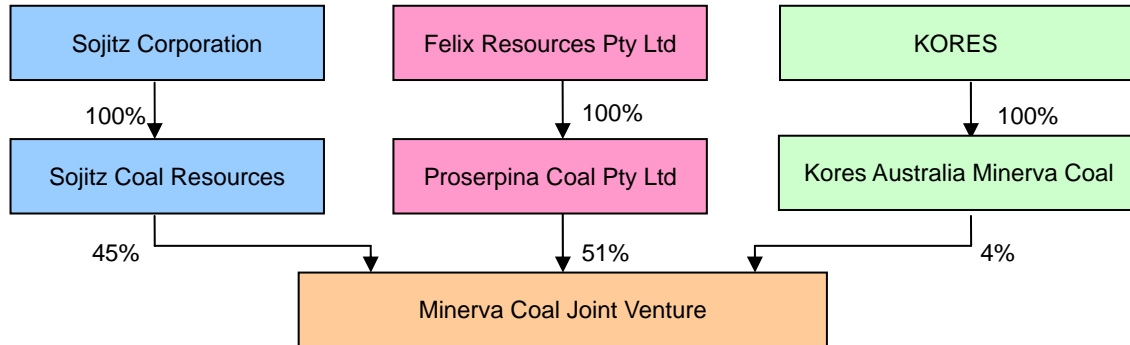 Sojitz Corporation
Felix Resources Pty Ltd
KORES
100%
100%
100%
Sojitz Coal Resources
Proserpina Coal Pty Ltd
Kores Australia Minerva Coal
45%
51%
4%
Minerva Coal Joint Venture